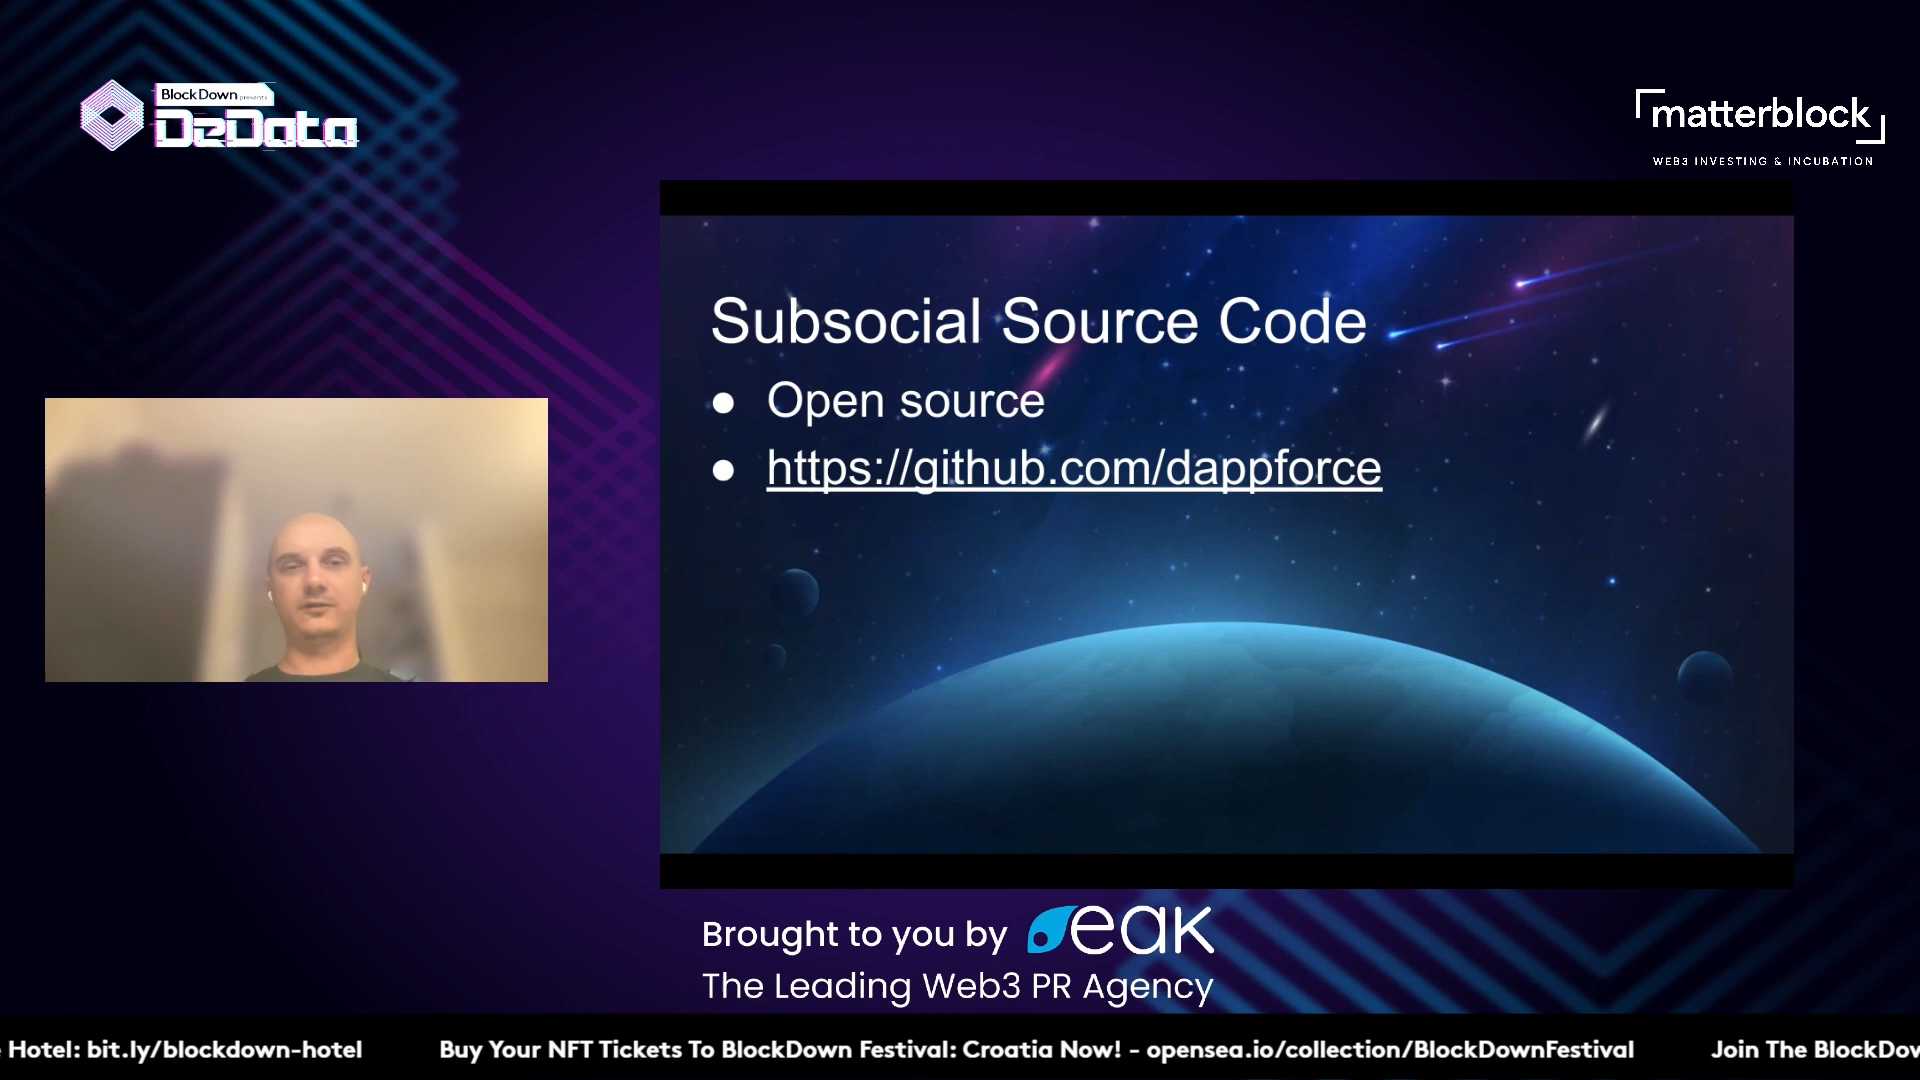 BlockDown presents
DeData
matterblock
WEB3 INVESTING & INCUBATION
Subsocial Source Code
● Open source
● https://github.com/dappforce
Brought to you by eak
The Leading Web3 PR Agency
Hotel: bit.ly/blockdown-hotel Buy Your NFT Tickets To BlockDown Festival: Croatia Now! - opensea.io/collection/BlockDownFestival Join The BlockDow